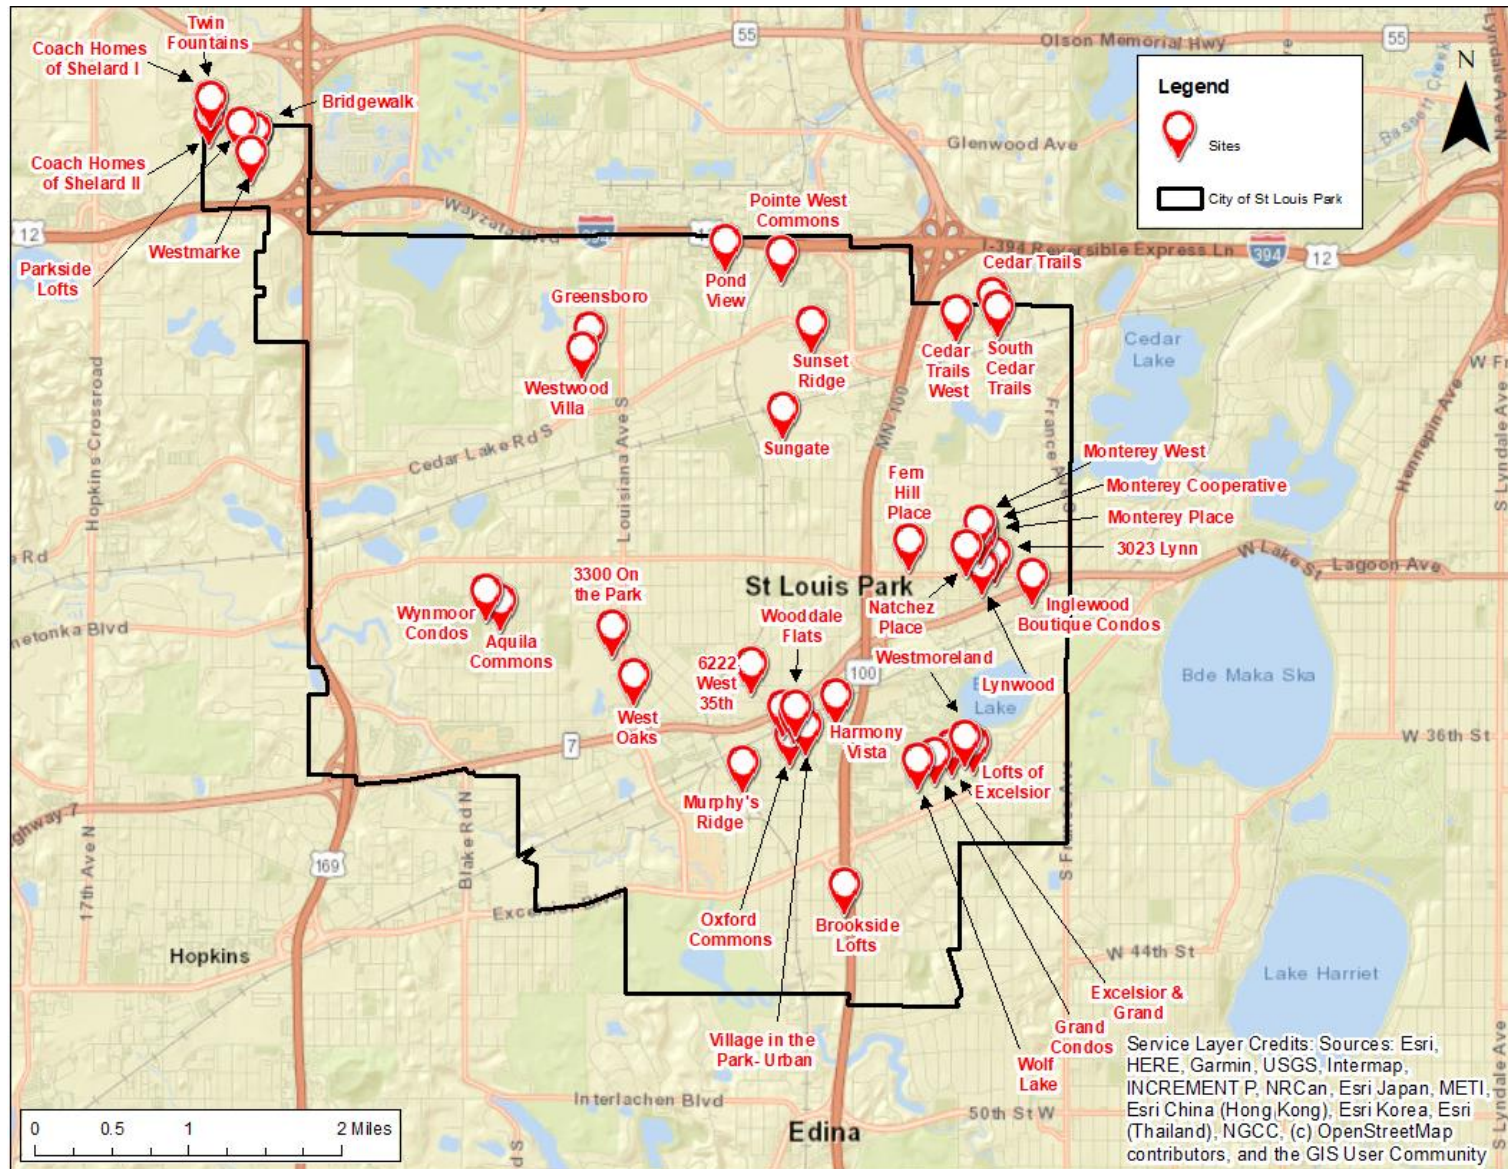 Twin
Fountains
Coach Homes
of Shelard I
Bridgewalk
Coach Homes
of Shelard II
Parkside
Lofts
Westmarke
55
Olson Memorial Hwy
55
Lyndale Ave N
N
Legend
Sites
City of St Louis Park
Bassett Creek
Glenwood Ave
12
Wayzata Blvd
Pointe West
Commons
Pond
View
I-394 Reversible Express Ln
394
12
Cedar Trails
Greensboro
Westwood
Villa
Sunset
Ridge
Cedar
Trails
West
South
Cedar
Trails
Cedar
Lake
Sungate
Hopkins Crossroad
Cedar Lake Rd S
Louisiana Ave S
MN-100
Hennepin Ave
S Lyndale Ave
Fern
Hill
Place
Monterey West
Monterey Cooperative
Monterey Place
3023 Lynn
W Lake St
Lagoon Ave
St Louis Park
Natchez
Place
Inglewood
Boutique Condos
Lynwood
Wynmoor
Condos
Aquila
Commons
3300 On
the Park
West
Oaks
6222
West
35th
Wooddale
Flats
Westmoreland
100
Lake
Bde Maka Ska
Harmony
Vista
Lofts of
Excelsior
W 36th St
7
Murphy's
Ridge
169
17th Ave N
Blake Rd N
Oxford
Commons
Brookside
Lofts
Hopkins
Village in the
Park- Urban
Excelsior &
Grand
Grand
Condos
Wolf
Lake
W 44th St
Lake Harriet
Interlachen Blvd
50th St W
Edina
S Lyndale Ave
0 0.5 1 2 Miles
Service Layer Credits: Sources: Esri,
HERE, Garmin, USGS, Intermap,
INCREMENT P, NRCan, Esri Japan, METI,
Esri China (Hong Kong), Esri Korea, Esri
(Thailand), NGCC, (c) OpenStreetMap
contributors, and the GIS User Community